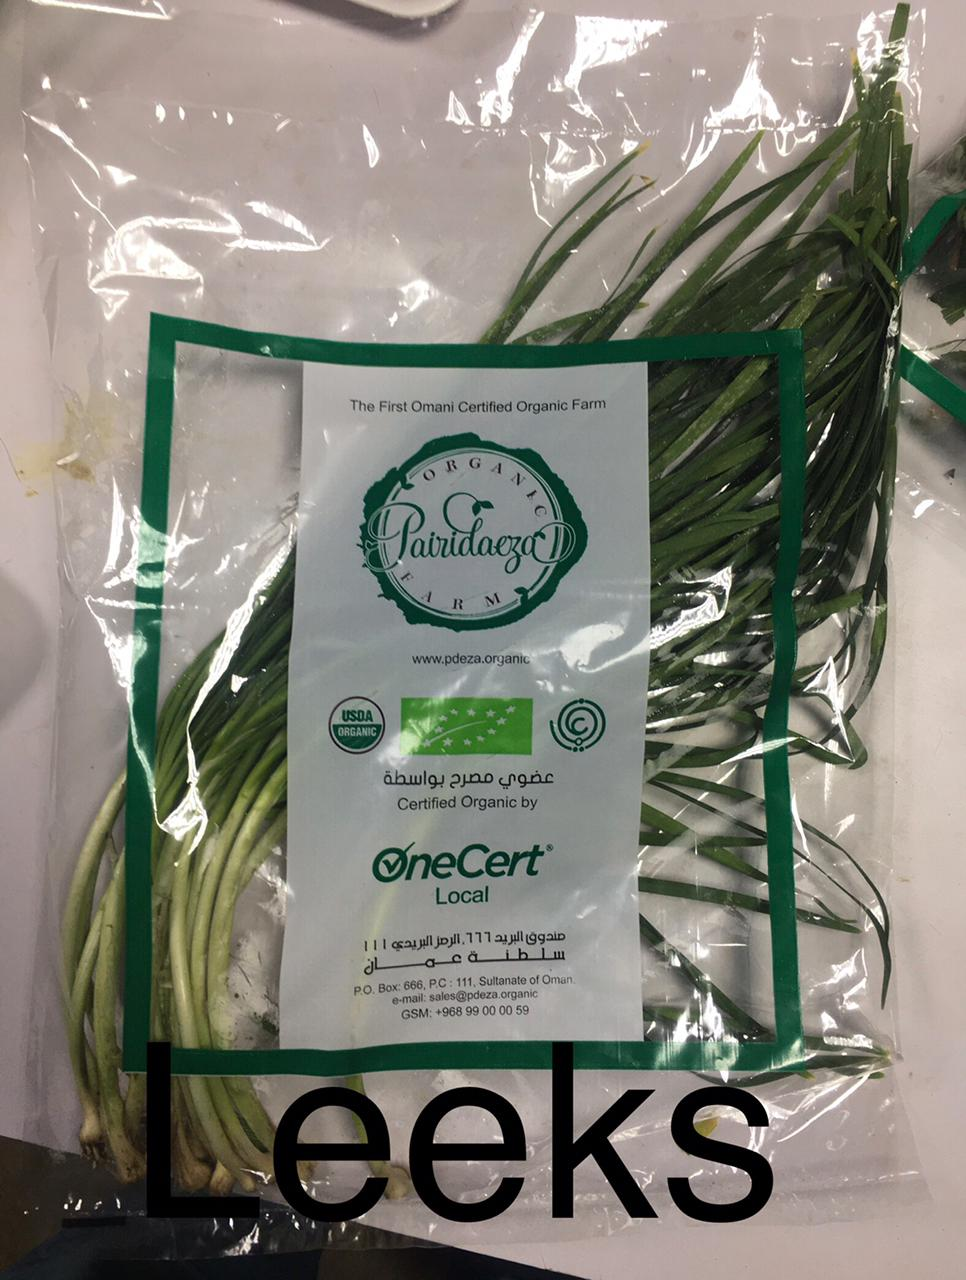 The First Omani Certified Organic Farm
ORGANIC
Pairidaeza
FARM
www.pdeza.organic
USDA
ORGANIC
عضوي مصرح بواسطة
Certified Organic by
OneCert®
Local
صندوق البريد ٦٦٦، الرمز البريدي ١١١
سلطنة عمان
P.O. Box: 666, P.C : 111, Sultanate of Oman.
e-mail: sales@pdeza.organic
GSM: +968 99 00 00 59
Leeks